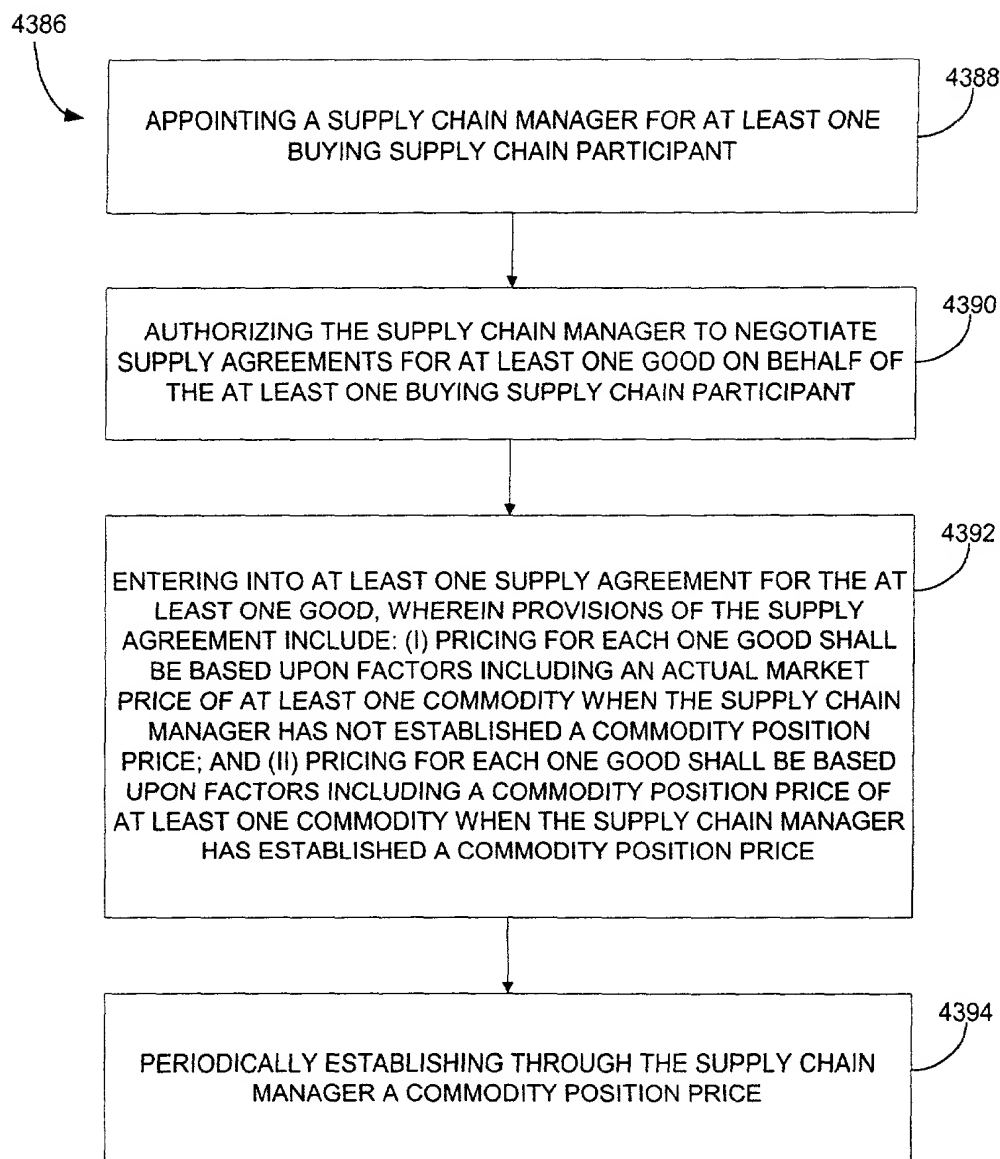 4386
4388
APPOINTING A SUPPLY CHAIN MANAGER FOR AT LEAST ONE
BUYING SUPPLY CHAIN PARTICIPANT
4390
AUTHORIZING THE SUPPLY CHAIN MANAGER TO NEGOTIATE
SUPPLY AGREEMENTS FOR AT LEAST ONE GOOD ON BEHALF OF
THE AT LEAST ONE BUYING SUPPLY CHAIN PARTICIPANT
4392
ENTERING INTO AT LEAST ONE SUPPLY AGREEMENT FOR THE AT
LEAST ONE GOOD, WHEREIN PROVISIONS OF THE SUPPLY
AGREEMENT INCLUDE: (I) PRICING FOR EACH ONE GOOD SHALL
BE BASED UPON FACTORS INCLUDING AN ACTUAL MARKET
PRICE OF AT LEAST ONE COMMODITY WHEN THE SUPPLY CHAIN
MANAGER HAS NOT ESTABLISHED A COMMODITY POSITION
PRICE; AND (II) PRICING FOR EACH ONE GOOD SHALL BE BASED
UPON FACTORS INCLUDING A COMMODITY POSITION PRICE OF
AT LEAST ONE COMMODITY WHEN THE SUPPLY CHAIN MANAGER
HAS ESTABLISHED A COMMODITY POSITION PRICE
4394
PERIODICALLY ESTABLISHING THROUGH THE SUPPLY CHAIN
MANAGER A COMMODITY POSITION PRICE